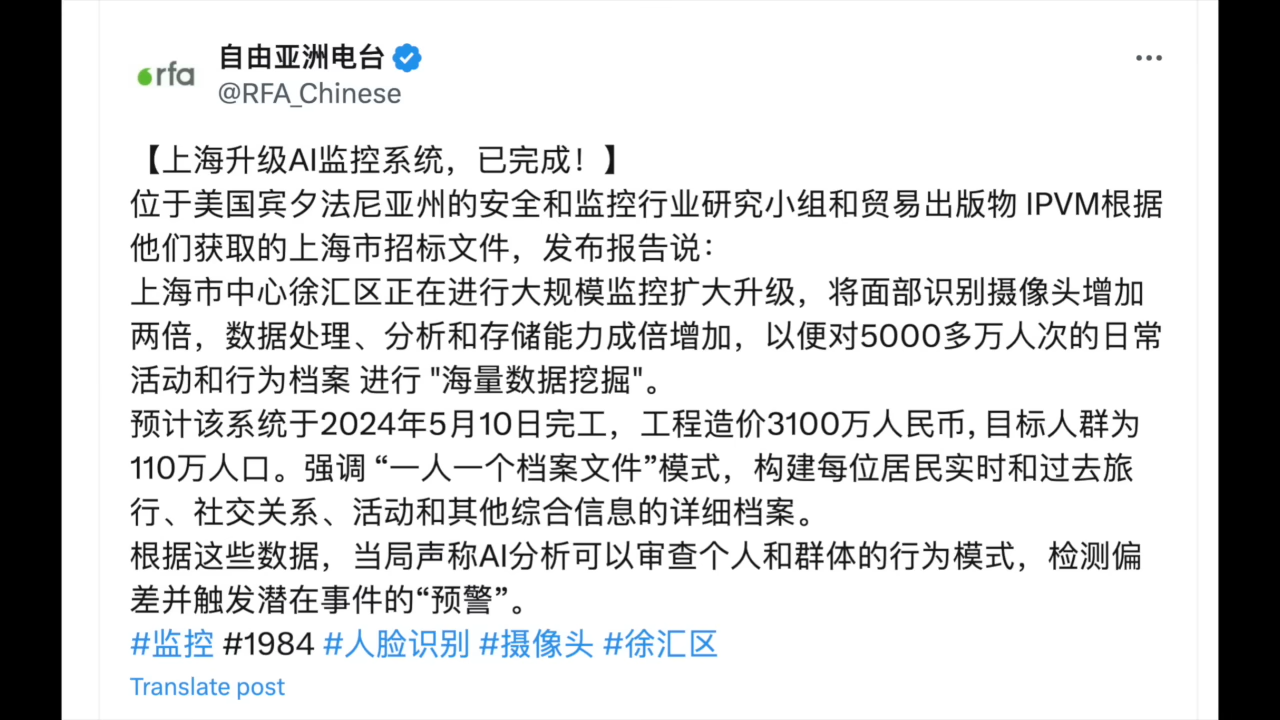 rfa
自由亚洲电台
@RFA_Chinese
【上海升级AI监控系统，已完成！】
位于美国宾夕法尼亚州的安全和监控行业研究小组和贸易出版物 IPVM根据
他们获取的上海市招标文件，发布报告说：
上海市中心徐汇区正在进行大规模监控扩大升级，将面部识别摄像头增加
两倍，数据处理、分析和存储能力成倍增加，以便对5000多万人次的日常
活动和行为档案 进行 "海量数据挖掘"。
预计该系统于2024年5月10日完工，工程造价3100万人民币, 目标人群为
110万人口。强调 “一人一个档案文件”模式，构建每位居民实时和过去旅
行、社交关系、活动和其他综合信息的详细档案。
根据这些数据，当局声称AI分析可以审查个人和群体的行为模式，检测偏
差并触发潜在事件的“预警”。
#监控 #1984 #人脸识别 #摄像头 #徐汇区
Translate post